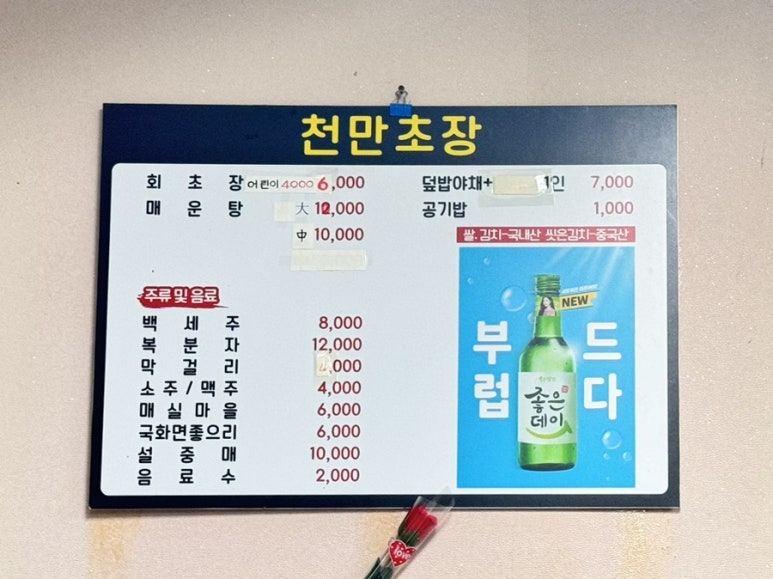 천만초장
회 초 장 어린이 4000 6,000
매 운 탕 大 12,000
中 10,000
덮밥야채+ 1인 7,000
공기밥 1,000
쌀.김치-국내산 씻은김치-중국산
주류 및 음료
백 세 주 8,000
복 분 자 12,000
막 걸 리 4,000
소 주 / 맥 주 4,000
매 실 마 을 6,000
국화면좋으리 6,000
설 중 매 10,000
음 료 수 2,000
NEW
부드
럽다
좋은
데이
love